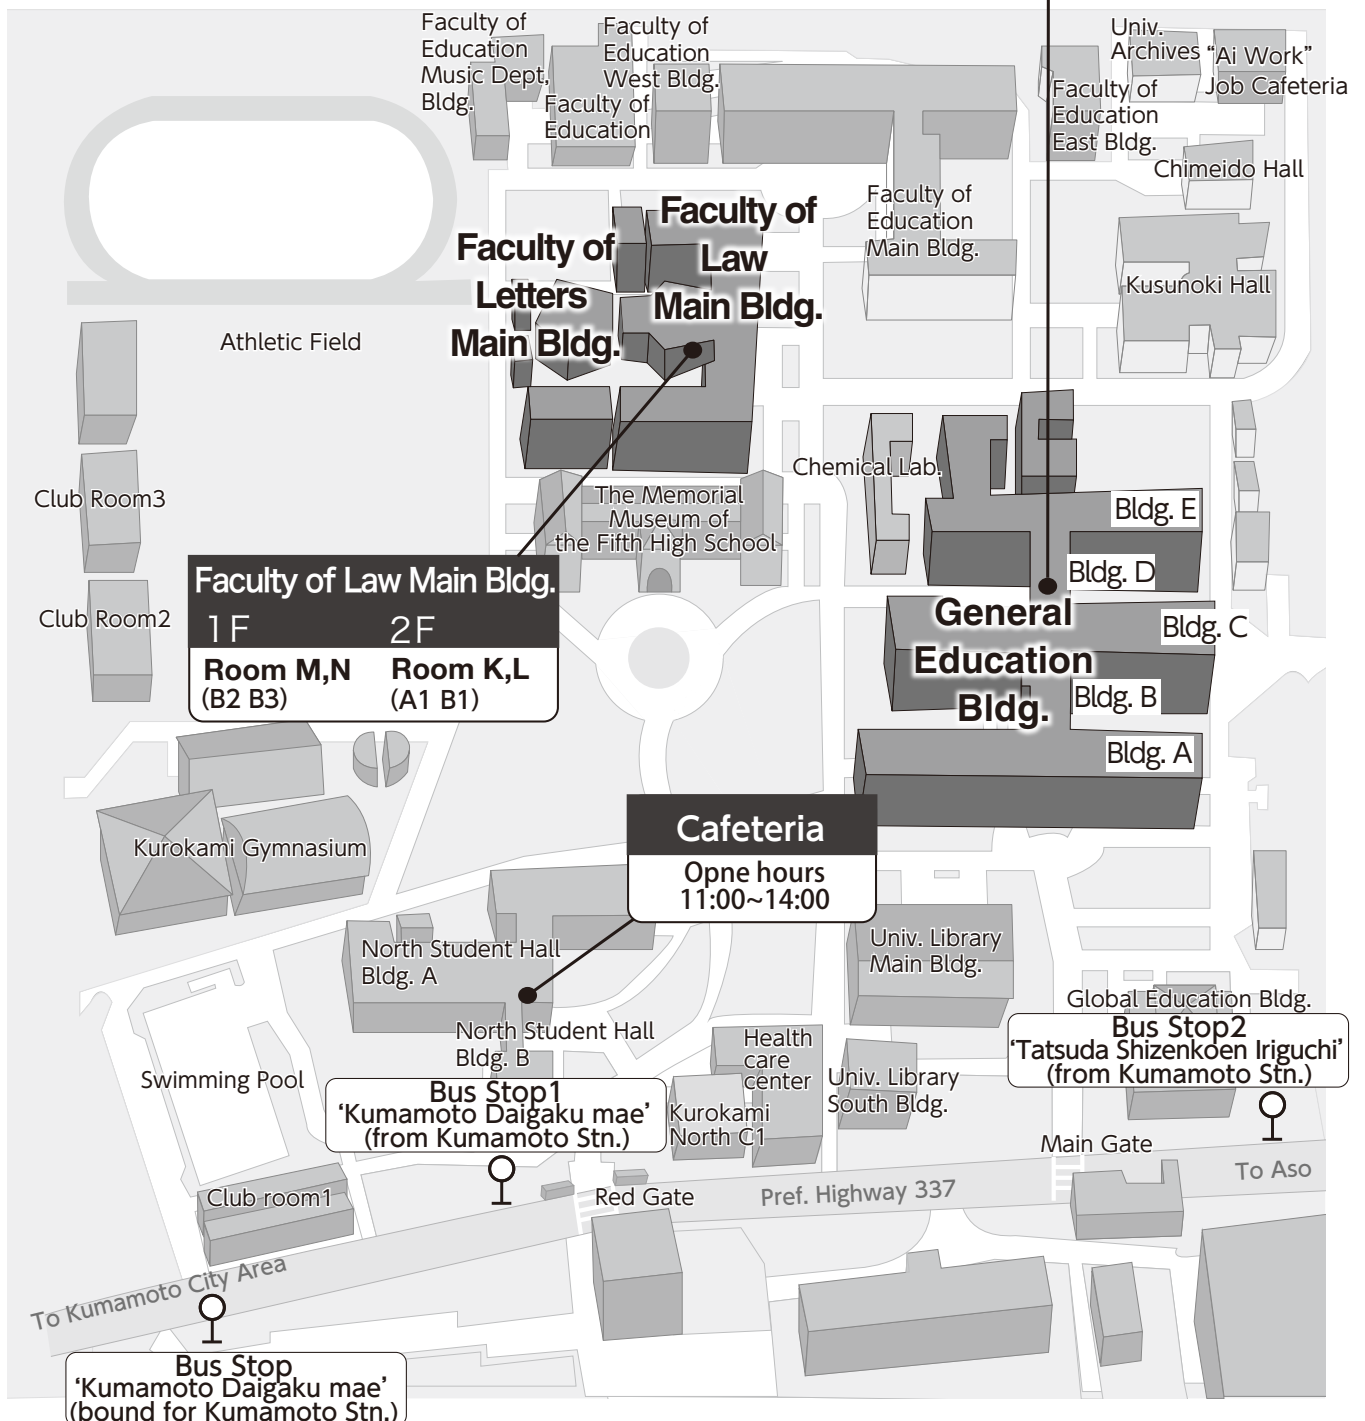 Faculty of
Education
Music Dept,
Bldg.
Faculty of
Education
West Bldg.
Faculty of
Education
Univ.
Archives
“Ai Work”
Job Cafeteria
Faculty of
Education
East Bldg.
Chimeido Hall
Faculty of
Education
Main Bldg.
Kusunoki Hall
Faculty of
Law
Main Bldg.
Faculty of
Letters
Main Bldg.
Athletic Field
Chemical Lab.
Club Room3
The Memorial
Museum of
the Fifth High School
Bldg. E
Bldg. D
General
Education
Bldg.
Bldg. C
Bldg. B
Bldg. A
Club Room2
Faculty of Law Main Bldg.
1F 2F
Room M,N Room K,L
(B2 B3) (A1 B1)
Kurokami Gymnasium
Cafeteria
Opne hours
11:00~14:00
North Student Hall
Bldg. A
Univ. Library
Main Bldg.
Global Education Bldg.
Bus Stop2
‘Tatsuda Shizenkoen Iriguchi’
(from Kumamoto Stn.)
North Student Hall
Bldg. B
Health
care
center
Swimming Pool
Univ. Library
South Bldg.
Bus Stop1
‘Kumamoto Daigaku mae’
(from Kumamoto Stn.)
Kurokami
North C1
Main Gate
Club room1
Red Gate
Pref. Highway 337
To Aso
To Kumamoto City Area
Bus Stop
‘Kumamoto Daigaku mae’
(bound for Kumamoto Stn.)